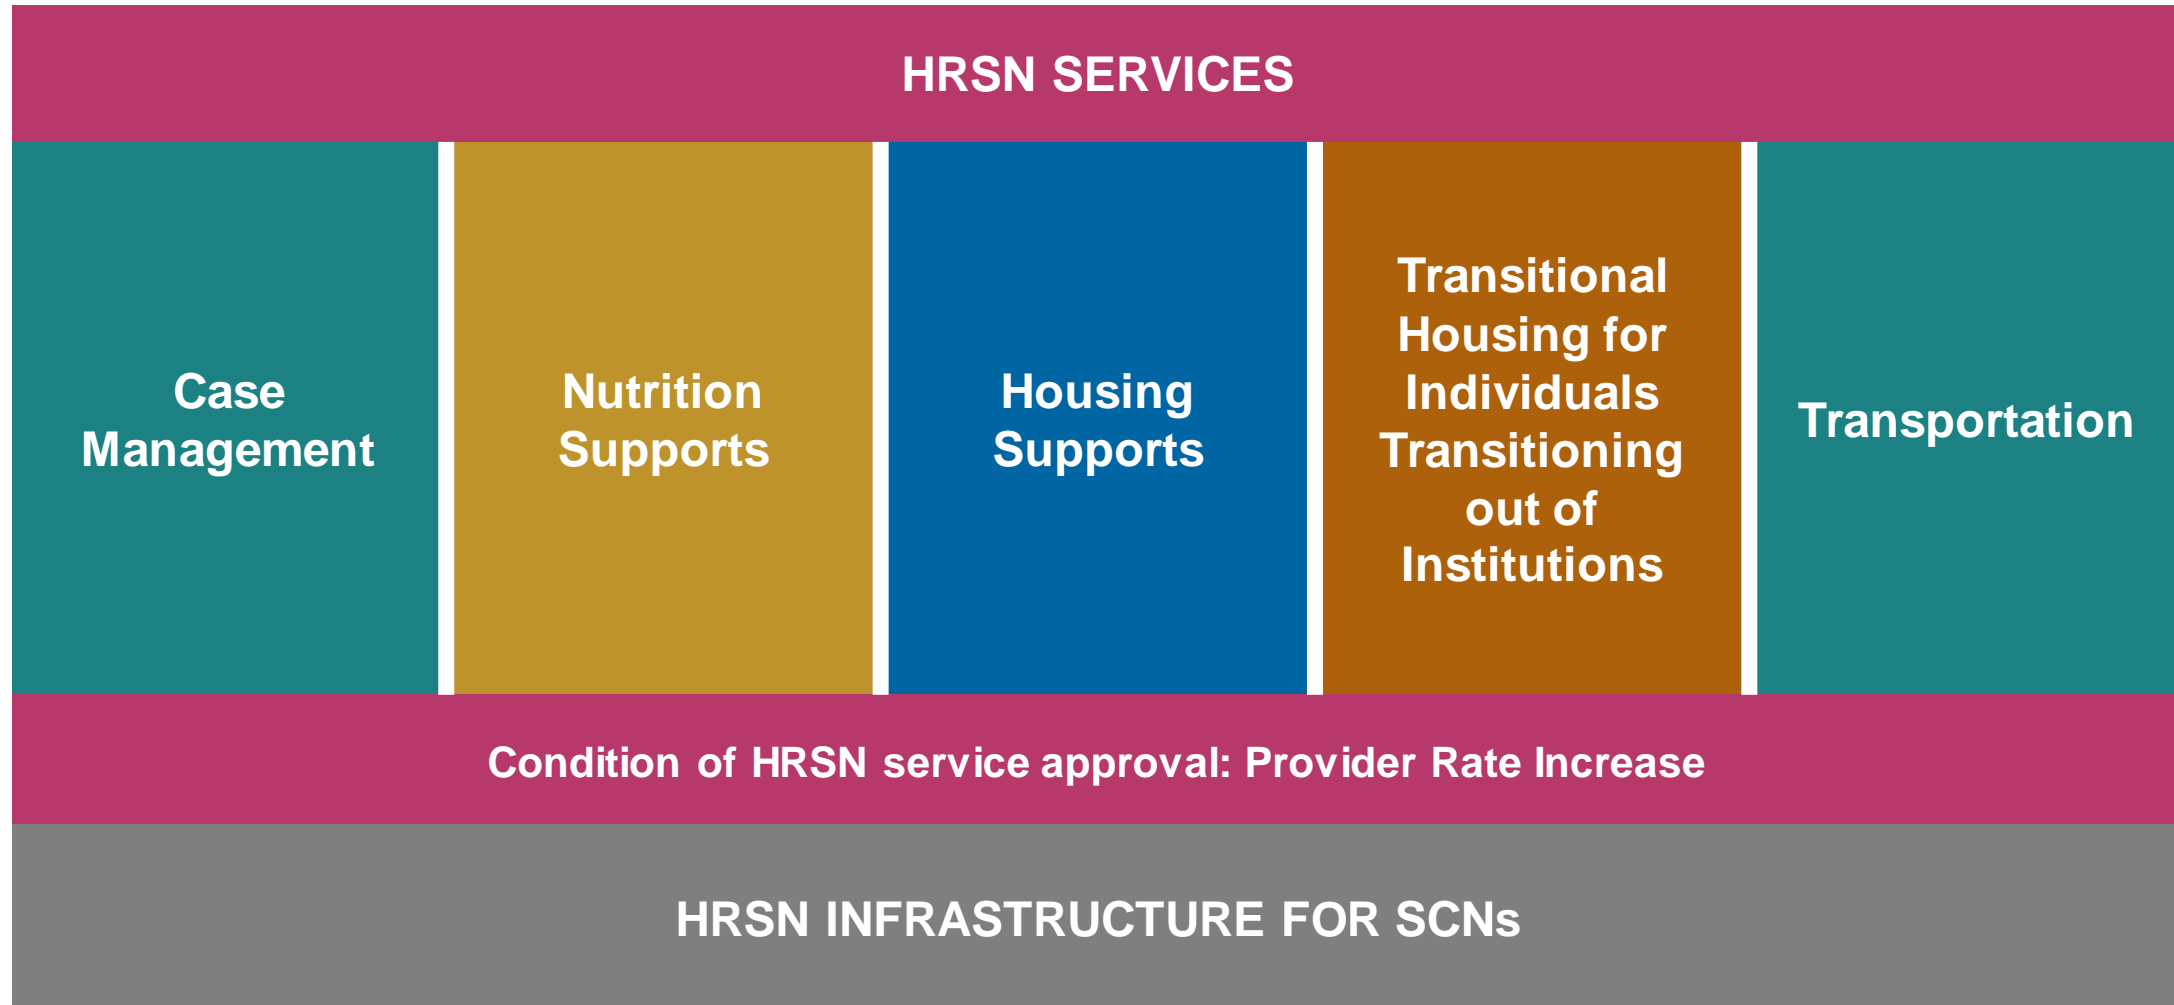 HRSN SERVICES
Case
Management
Nutrition
Supports
Housing
Supports
Transitional
Housing for
Individuals
Transitioning
out of
Institutions
Transportation
Condition of HRSN service approval: Provider Rate Increase
HRSN INFRASTRUCTURE FOR SCNs